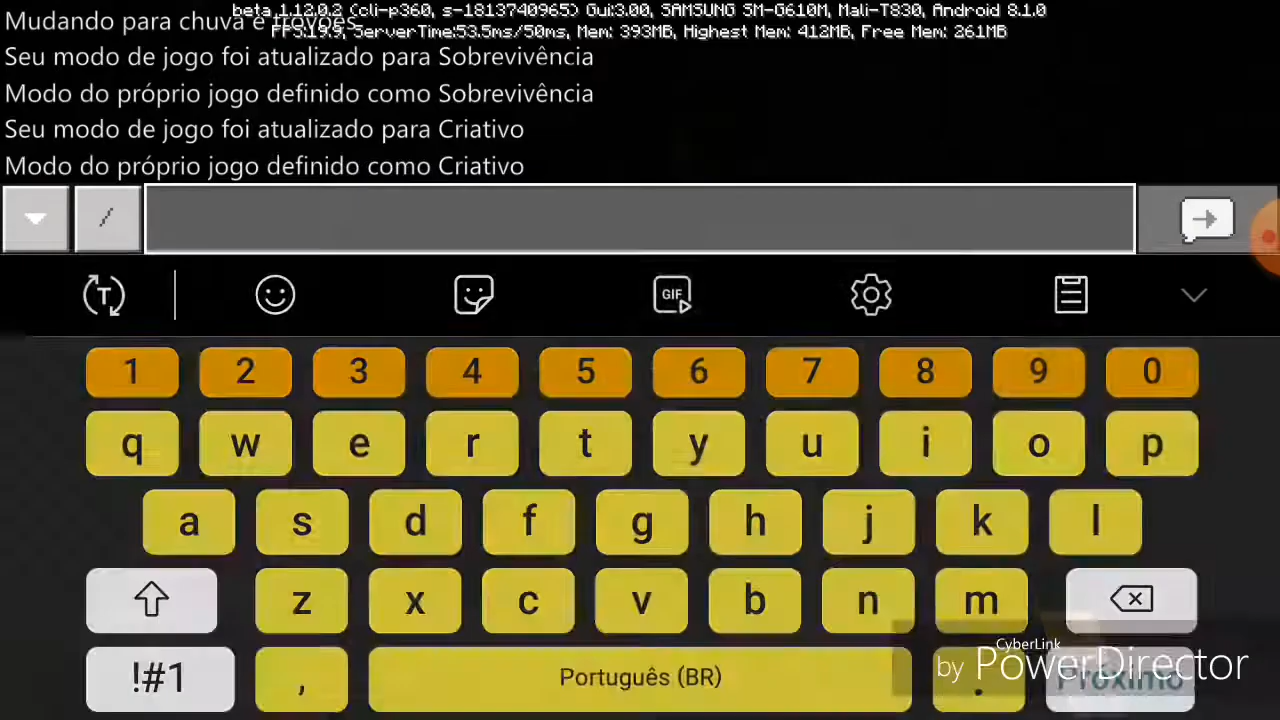 beta 1.12.0.2 (cli-p360, s-1813740965) Gui:3.00, SAMSUNG SM-G610M, Mali-T830, Android 8.1.0
Mudando para chuva e trovões
FPS:19.9, ServerTime:53.5ms/50ms, Mem: 393MB, Highest Mem: 412MB, Free Mem: 261MB
Seu modo de jogo foi atualizado para Sobrevivência
Modo do próprio jogo definido como Sobrevivência
Seu modo de jogo foi atualizado para Criativo
Modo do próprio jogo definido como Criativo
/
T GIF
1 2 3 4 5 6 7 8 9 0
q w e r t y u i o p
a s d f g h j k l
z x c v b n m
!#1 , Português (BR) . Próximo
CyberLink
by PowerDirector